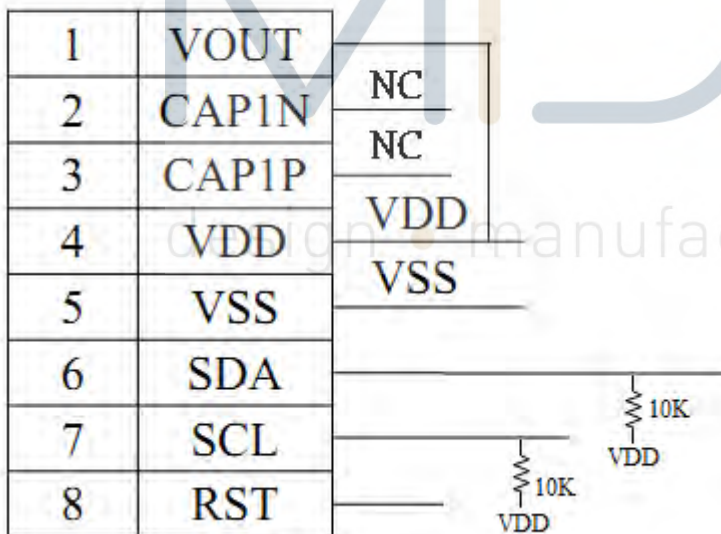 1 VOUT
NC
2 CAP1N
NC
3 CAP1P
VDD
4 VDD
VSS
5 VSS
6 SDA
10K
VDD
7 SCL
10K
VDD
8 RST
design • manufac